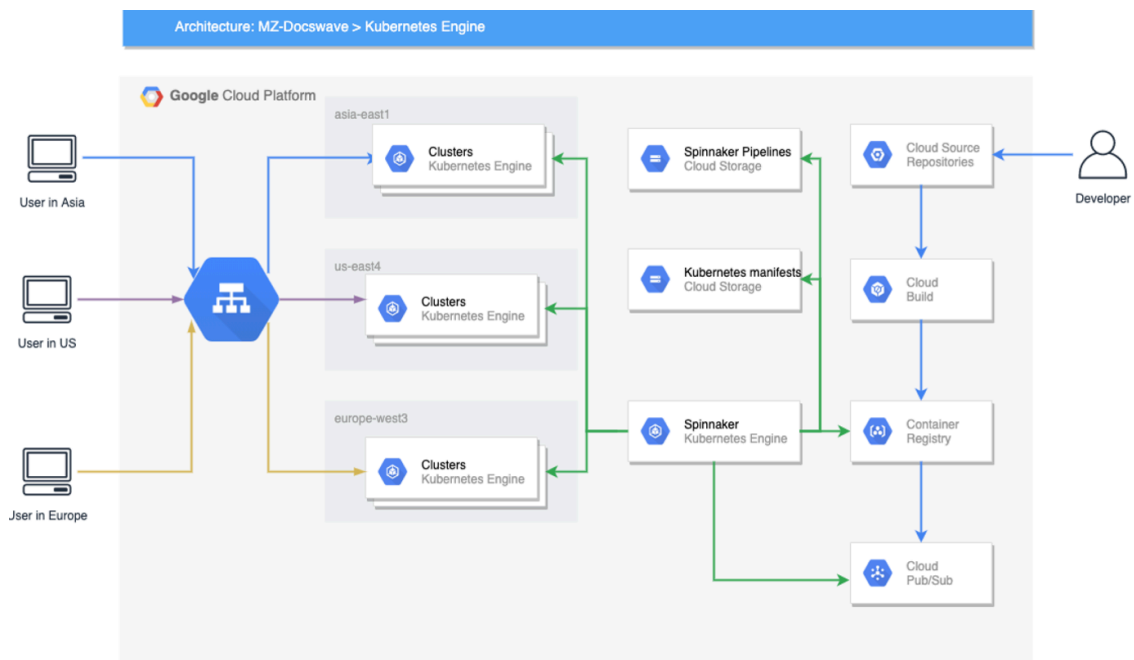 Architecture: MZ-Docswave > Kubernetes Engine
Google Cloud Platform
asia-east1
Clusters
Kubernetes Engine
Spinnaker Pipelines
Cloud Storage
Cloud Source
Repositories
User in Asia
Developer
us-east4
Clusters
Kubernetes Engine
Kubernetes manifests
Cloud Storage
Cloud
Build
User in US
europe-west3
Clusters
Kubernetes Engine
Spinnaker
Kubernetes Engine
Container
Registry
User in Europe
Cloud
Pub/Sub